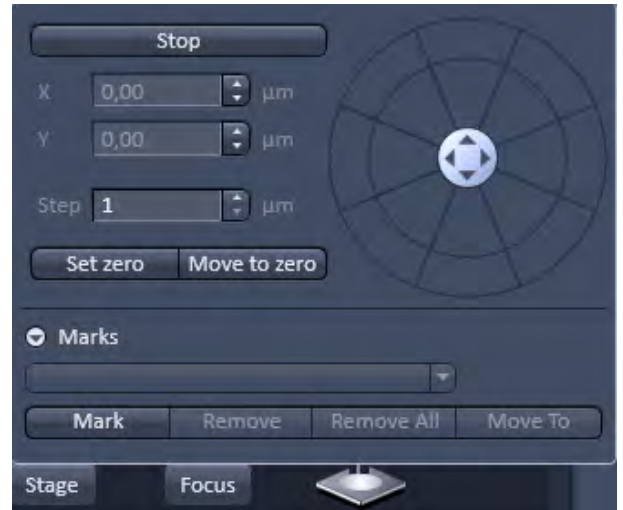 Stop
X 0,00 µm
Y 0,00 µm
Step 1 µm
Set zero Move to zero
Marks
Mark Remove Remove All Move To
Stage Focus